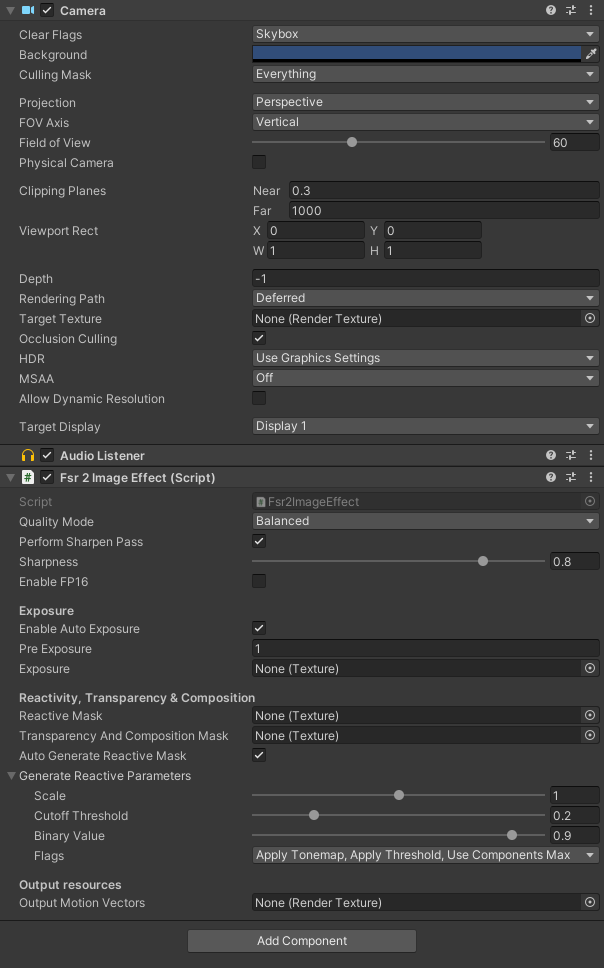 Camera
Clear Flags Skybox
Background
Culling Mask Everything
Projection Perspective
FOV Axis Vertical
Field of View 60
Physical Camera
Clipping Planes Near 0.3
Far 1000
Viewport Rect X 0 Y 0
W 1 H 1
Depth -1
Rendering Path Deferred
Target Texture None (Render Texture)
Occlusion Culling
HDR Use Graphics Settings
MSAA Off
Allow Dynamic Resolution
Target Display Display 1
Audio Listener
# Fsr 2 Image Effect (Script)
Script # Fsr2ImageEffect
Quality Mode Balanced
Perform Sharpen Pass
Sharpness 0.8
Enable FP16
Exposure
Enable Auto Exposure
Pre Exposure 1
Exposure None (Texture)
Reactivity, Transparency & Composition
Reactive Mask None (Texture)
Transparency And Composition Mask None (Texture)
Auto Generate Reactive Mask
Generate Reactive Parameters
Scale 1
Cutoff Threshold 0.2
Binary Value 0.9
Flags Apply Tonemap, Apply Threshold, Use Components Max
Output resources
Output Motion Vectors None (Render Texture)
Add Component